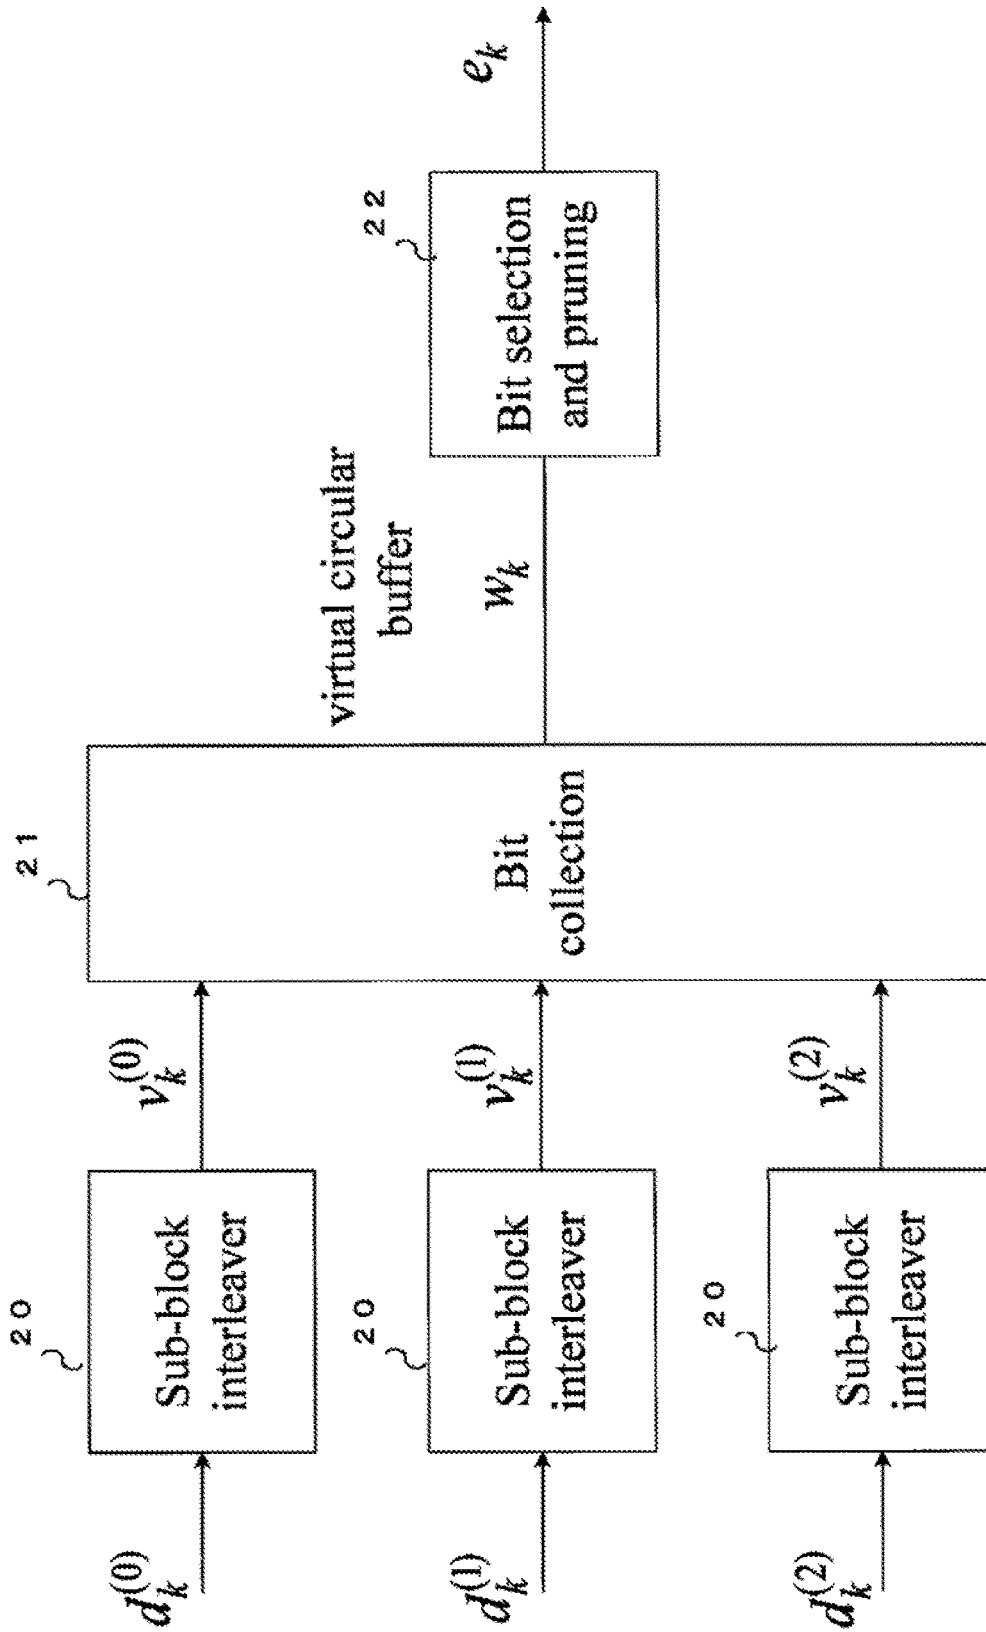 d_k^{(0)}
20
Sub-block
interleaver
v_k^{(0)}
d_k^{(1)}
20
Sub-block
interleaver
v_k^{(1)}
d_k^{(2)}
20
Sub-block
interleaver
v_k^{(2)}
21
Bit
collection
virtual circular
buffer
w_k
22
Bit selection
and pruning
e_k